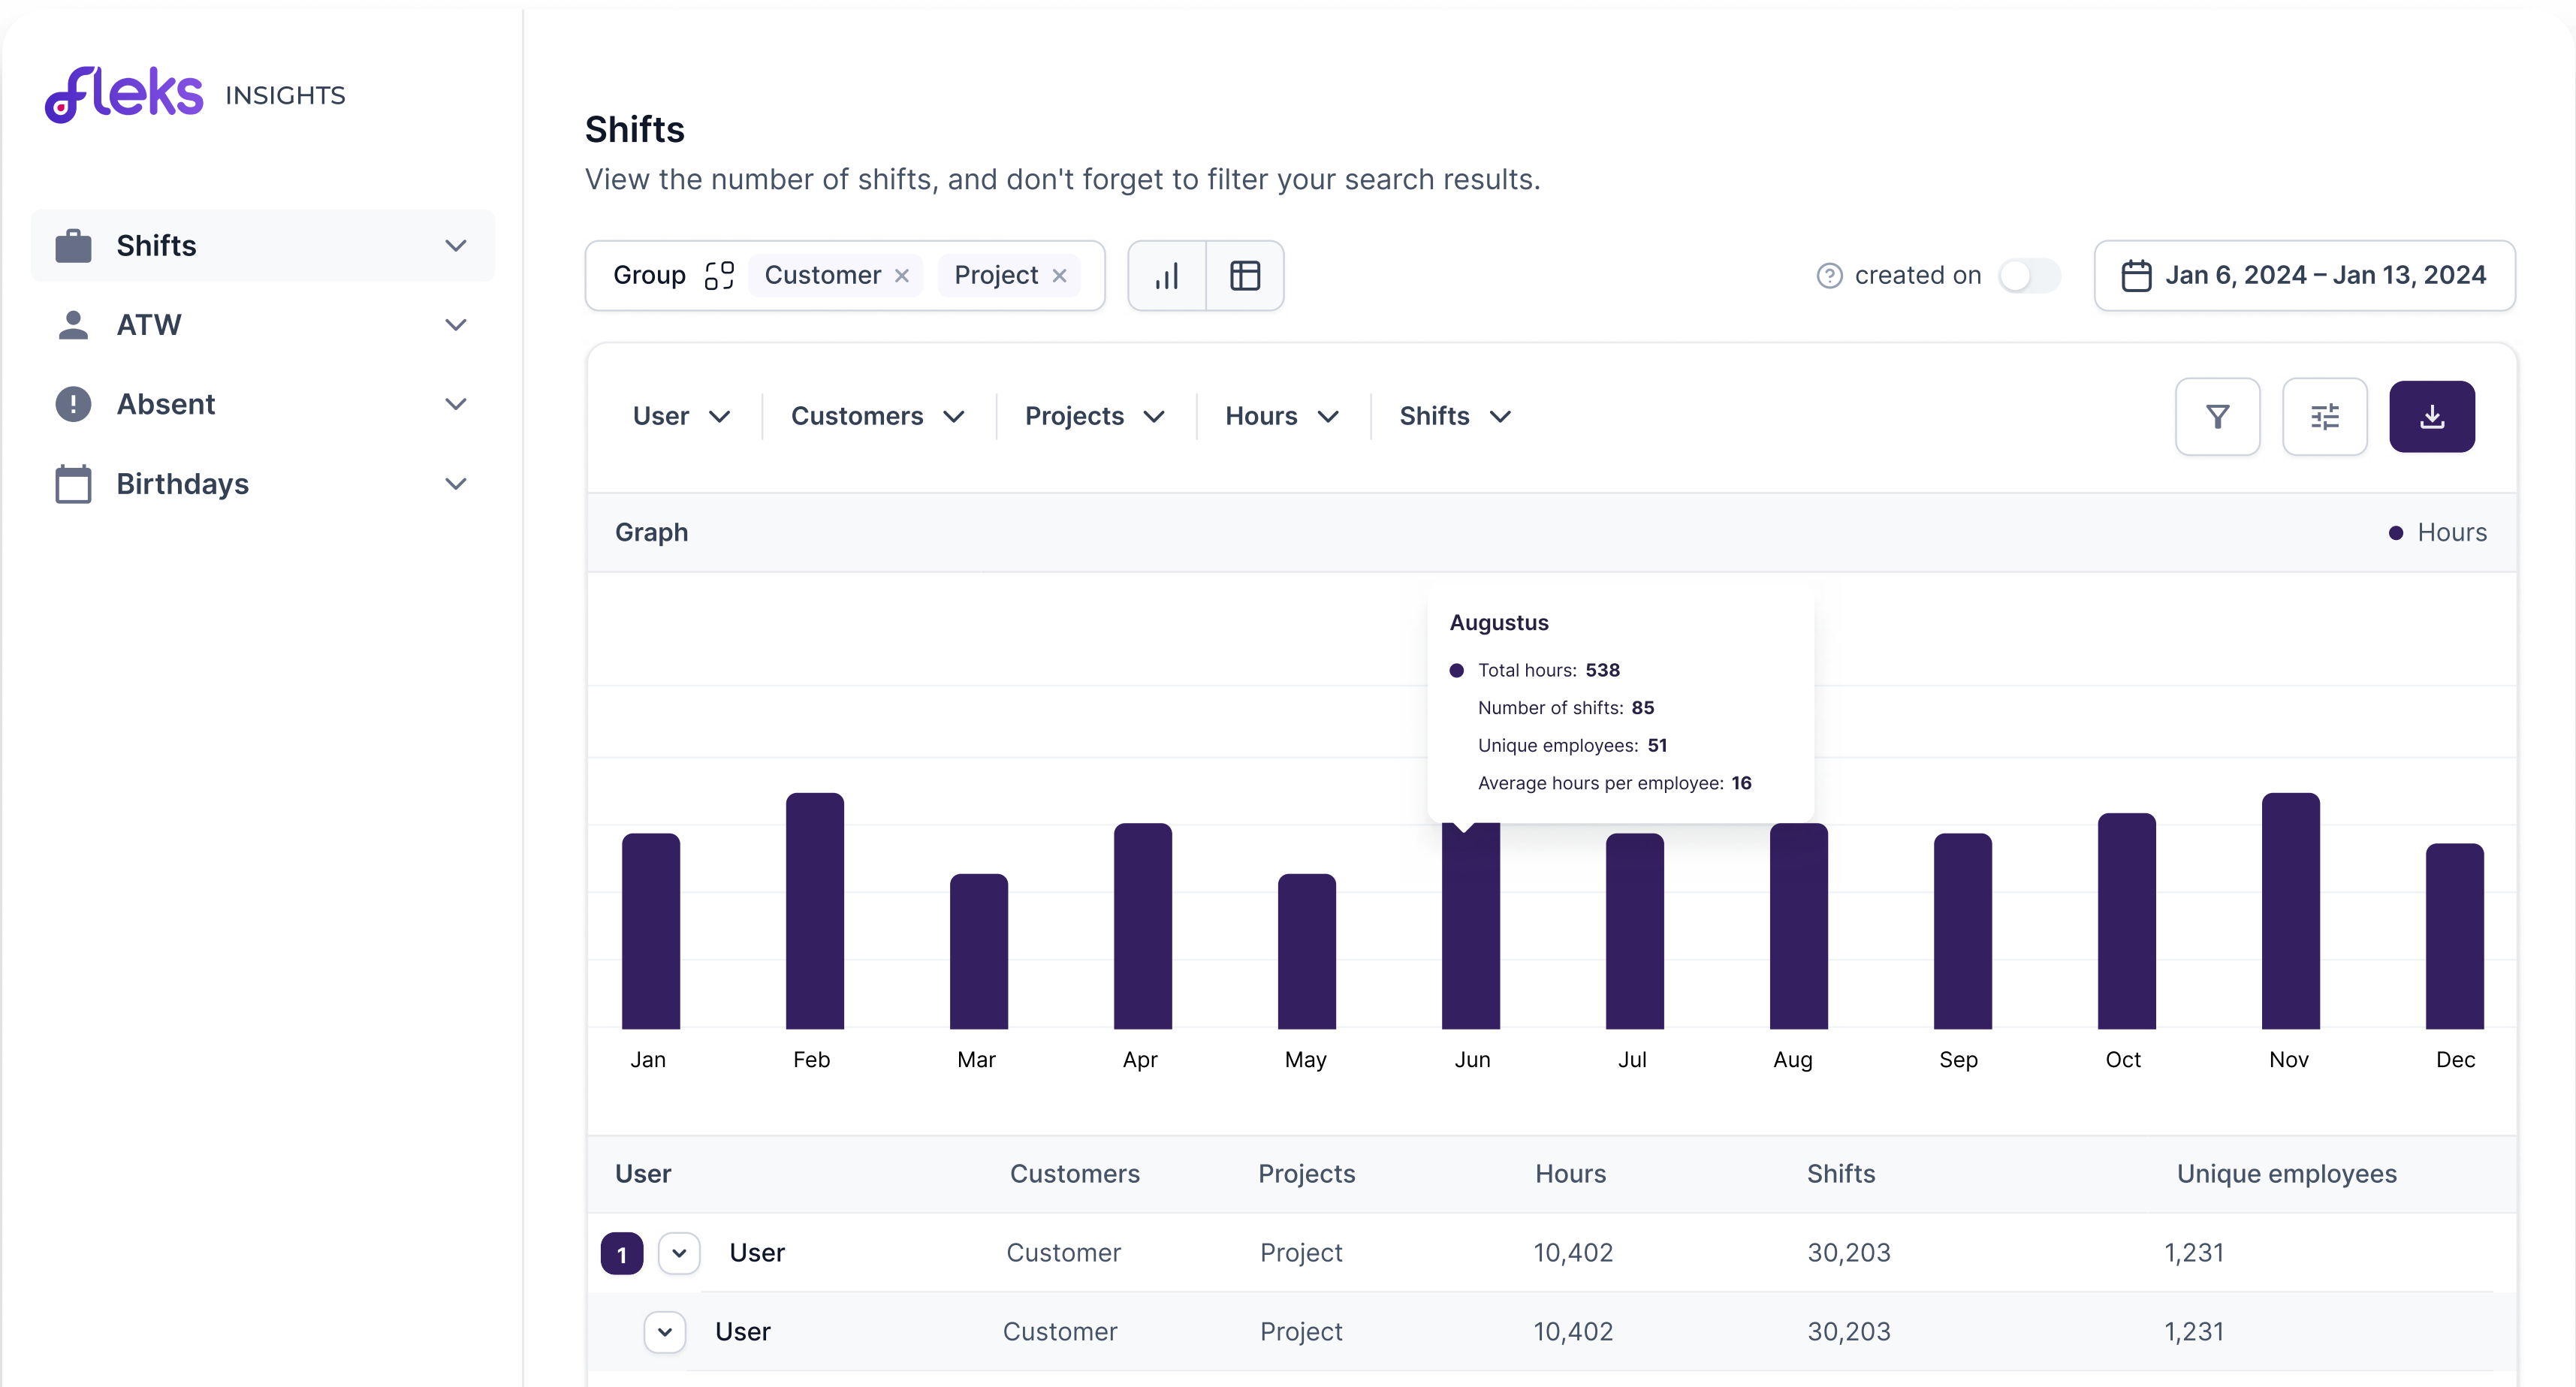 fleks INSIGHTS
Shifts
ATW
Absent
Birthdays
Shifts
View the number of shifts, and don't forget to filter your search results.
Group Customer Project created on Jan 6, 2024 – Jan 13, 2024
User Customers Projects Hours Shifts
Graph Hours
Augustus
Total hours: 538
Number of shifts: 85
Unique employees: 51
Average hours per employee: 16
Jan Feb Mar Apr May Jun Jul Aug Sep Oct Nov Dec
User Customers Projects Hours Shifts Unique employees
1 User Customer Project 10,402 30,203 1,231
User Customer Project 10,402 30,203 1,231